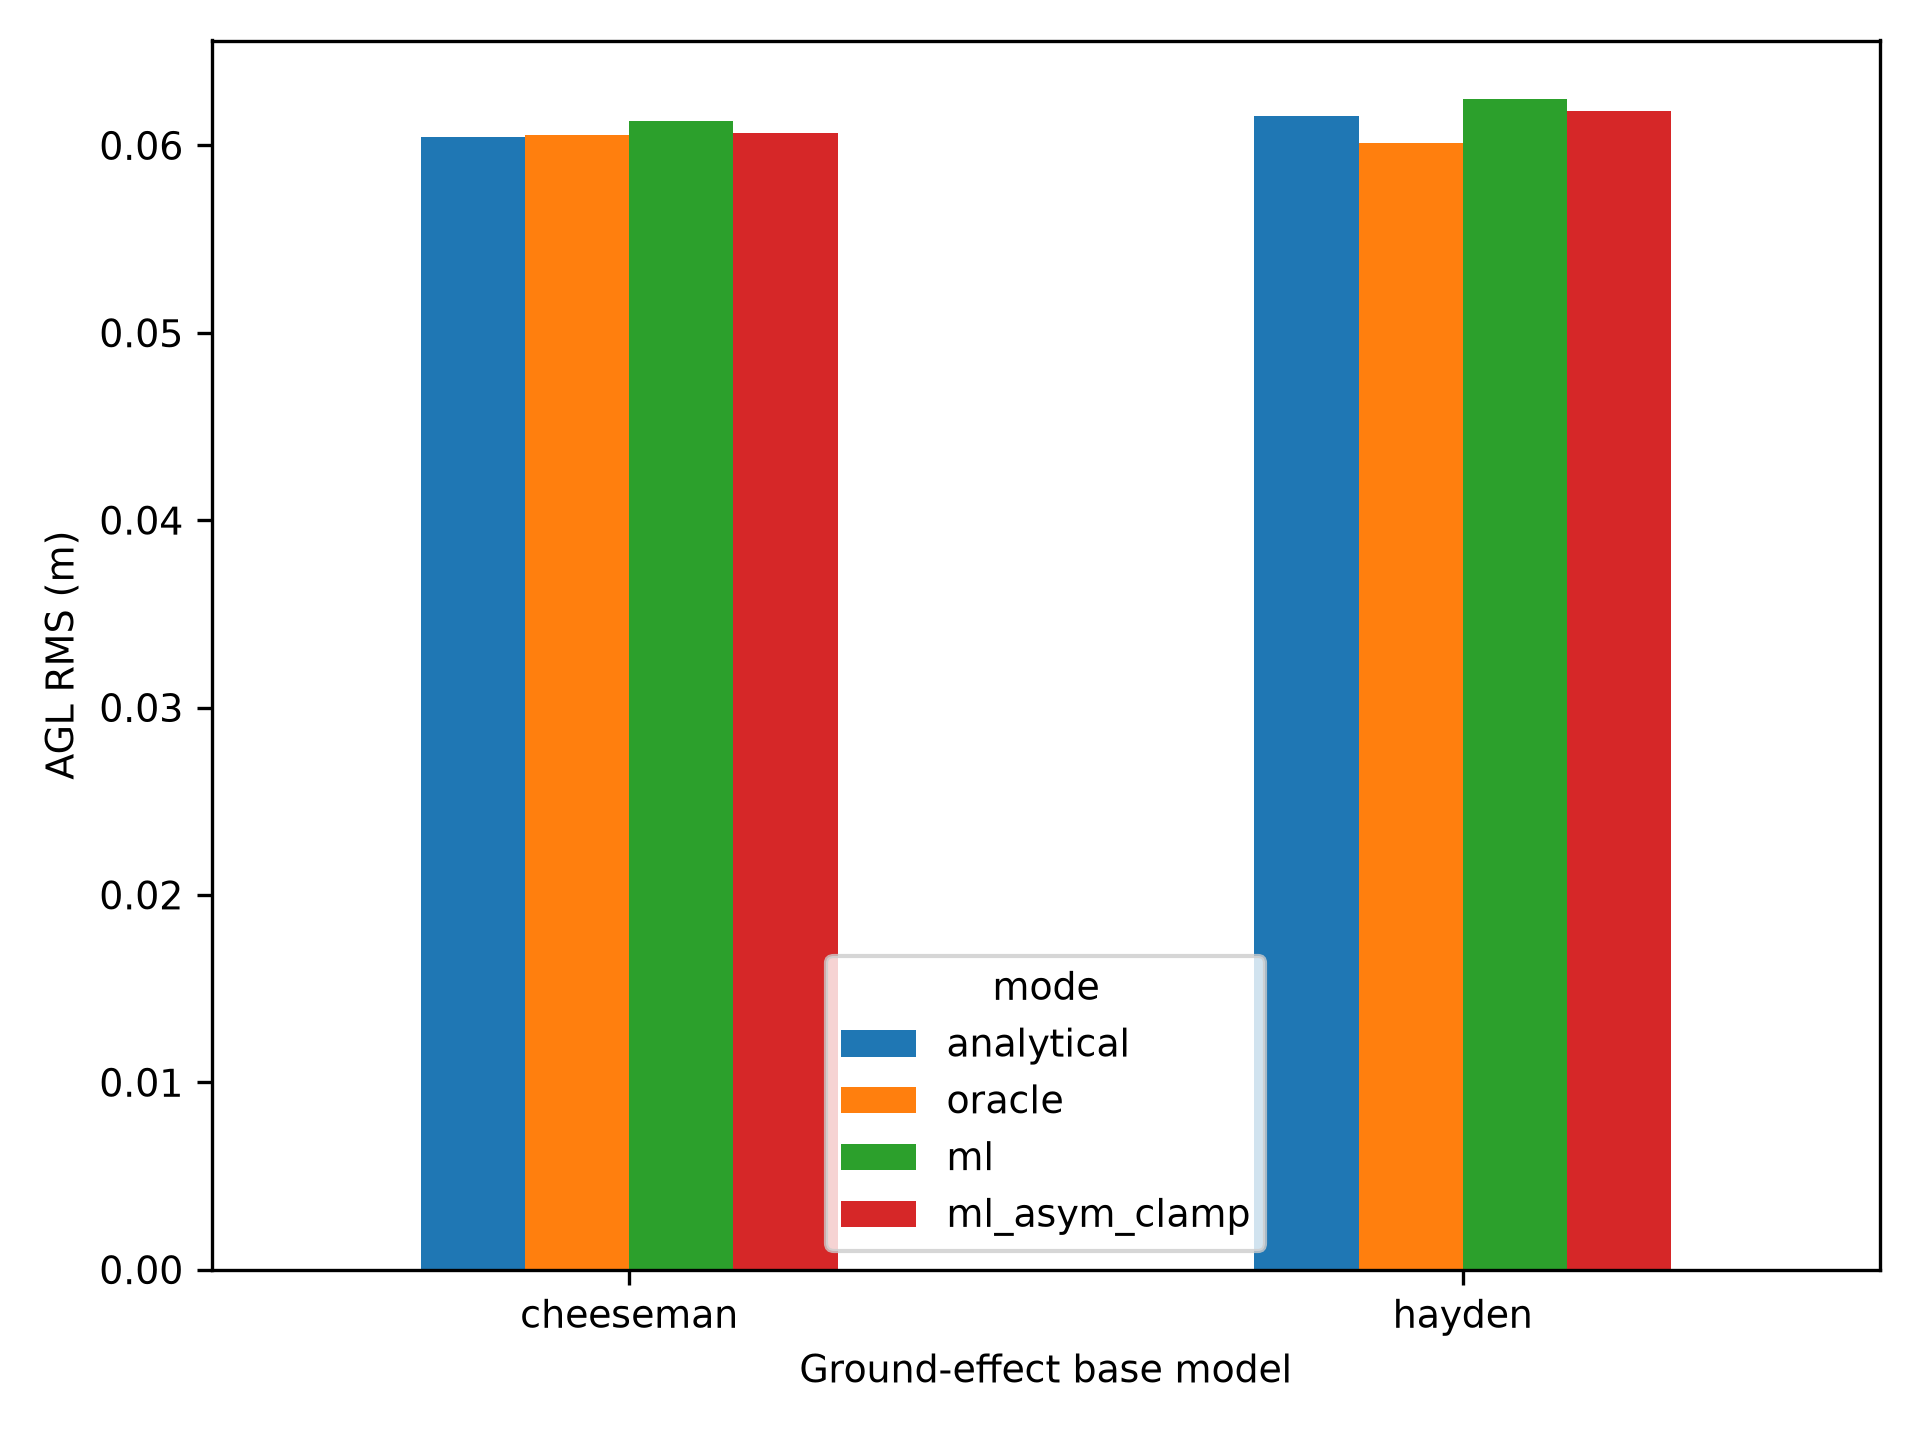 0.06
0.05
0.04
0.03
0.02
0.01
0.00
AGL RMS (m)
mode
analytical
oracle
ml
ml_asym_clamp
cheeseman
hayden
Ground-effect base model